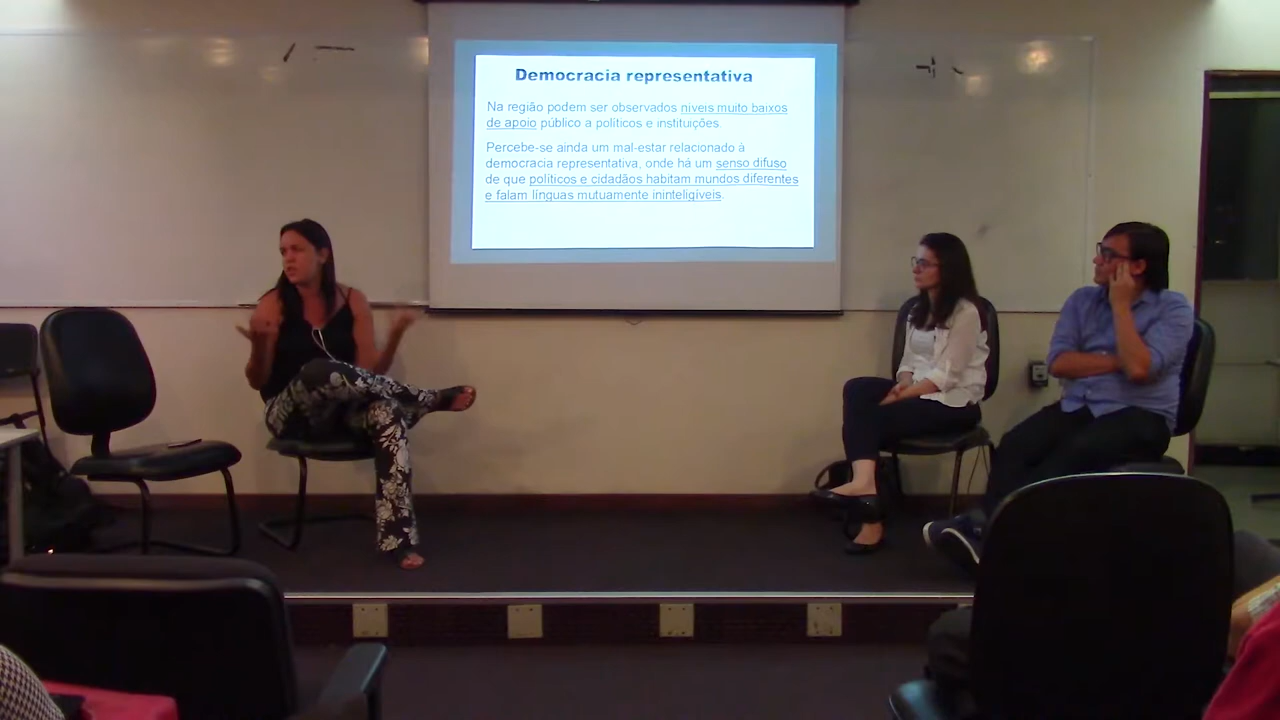 Democracia representativa
Na região podem ser observados níveis muito baixos
de apoio público a políticos e instituições.
Percebe-se ainda um mal-estar relacionado à
democracia representativa, onde há um senso difuso
de que políticos e cidadãos habitam mundos diferentes
e falam línguas mutuamente ininteligíveis.